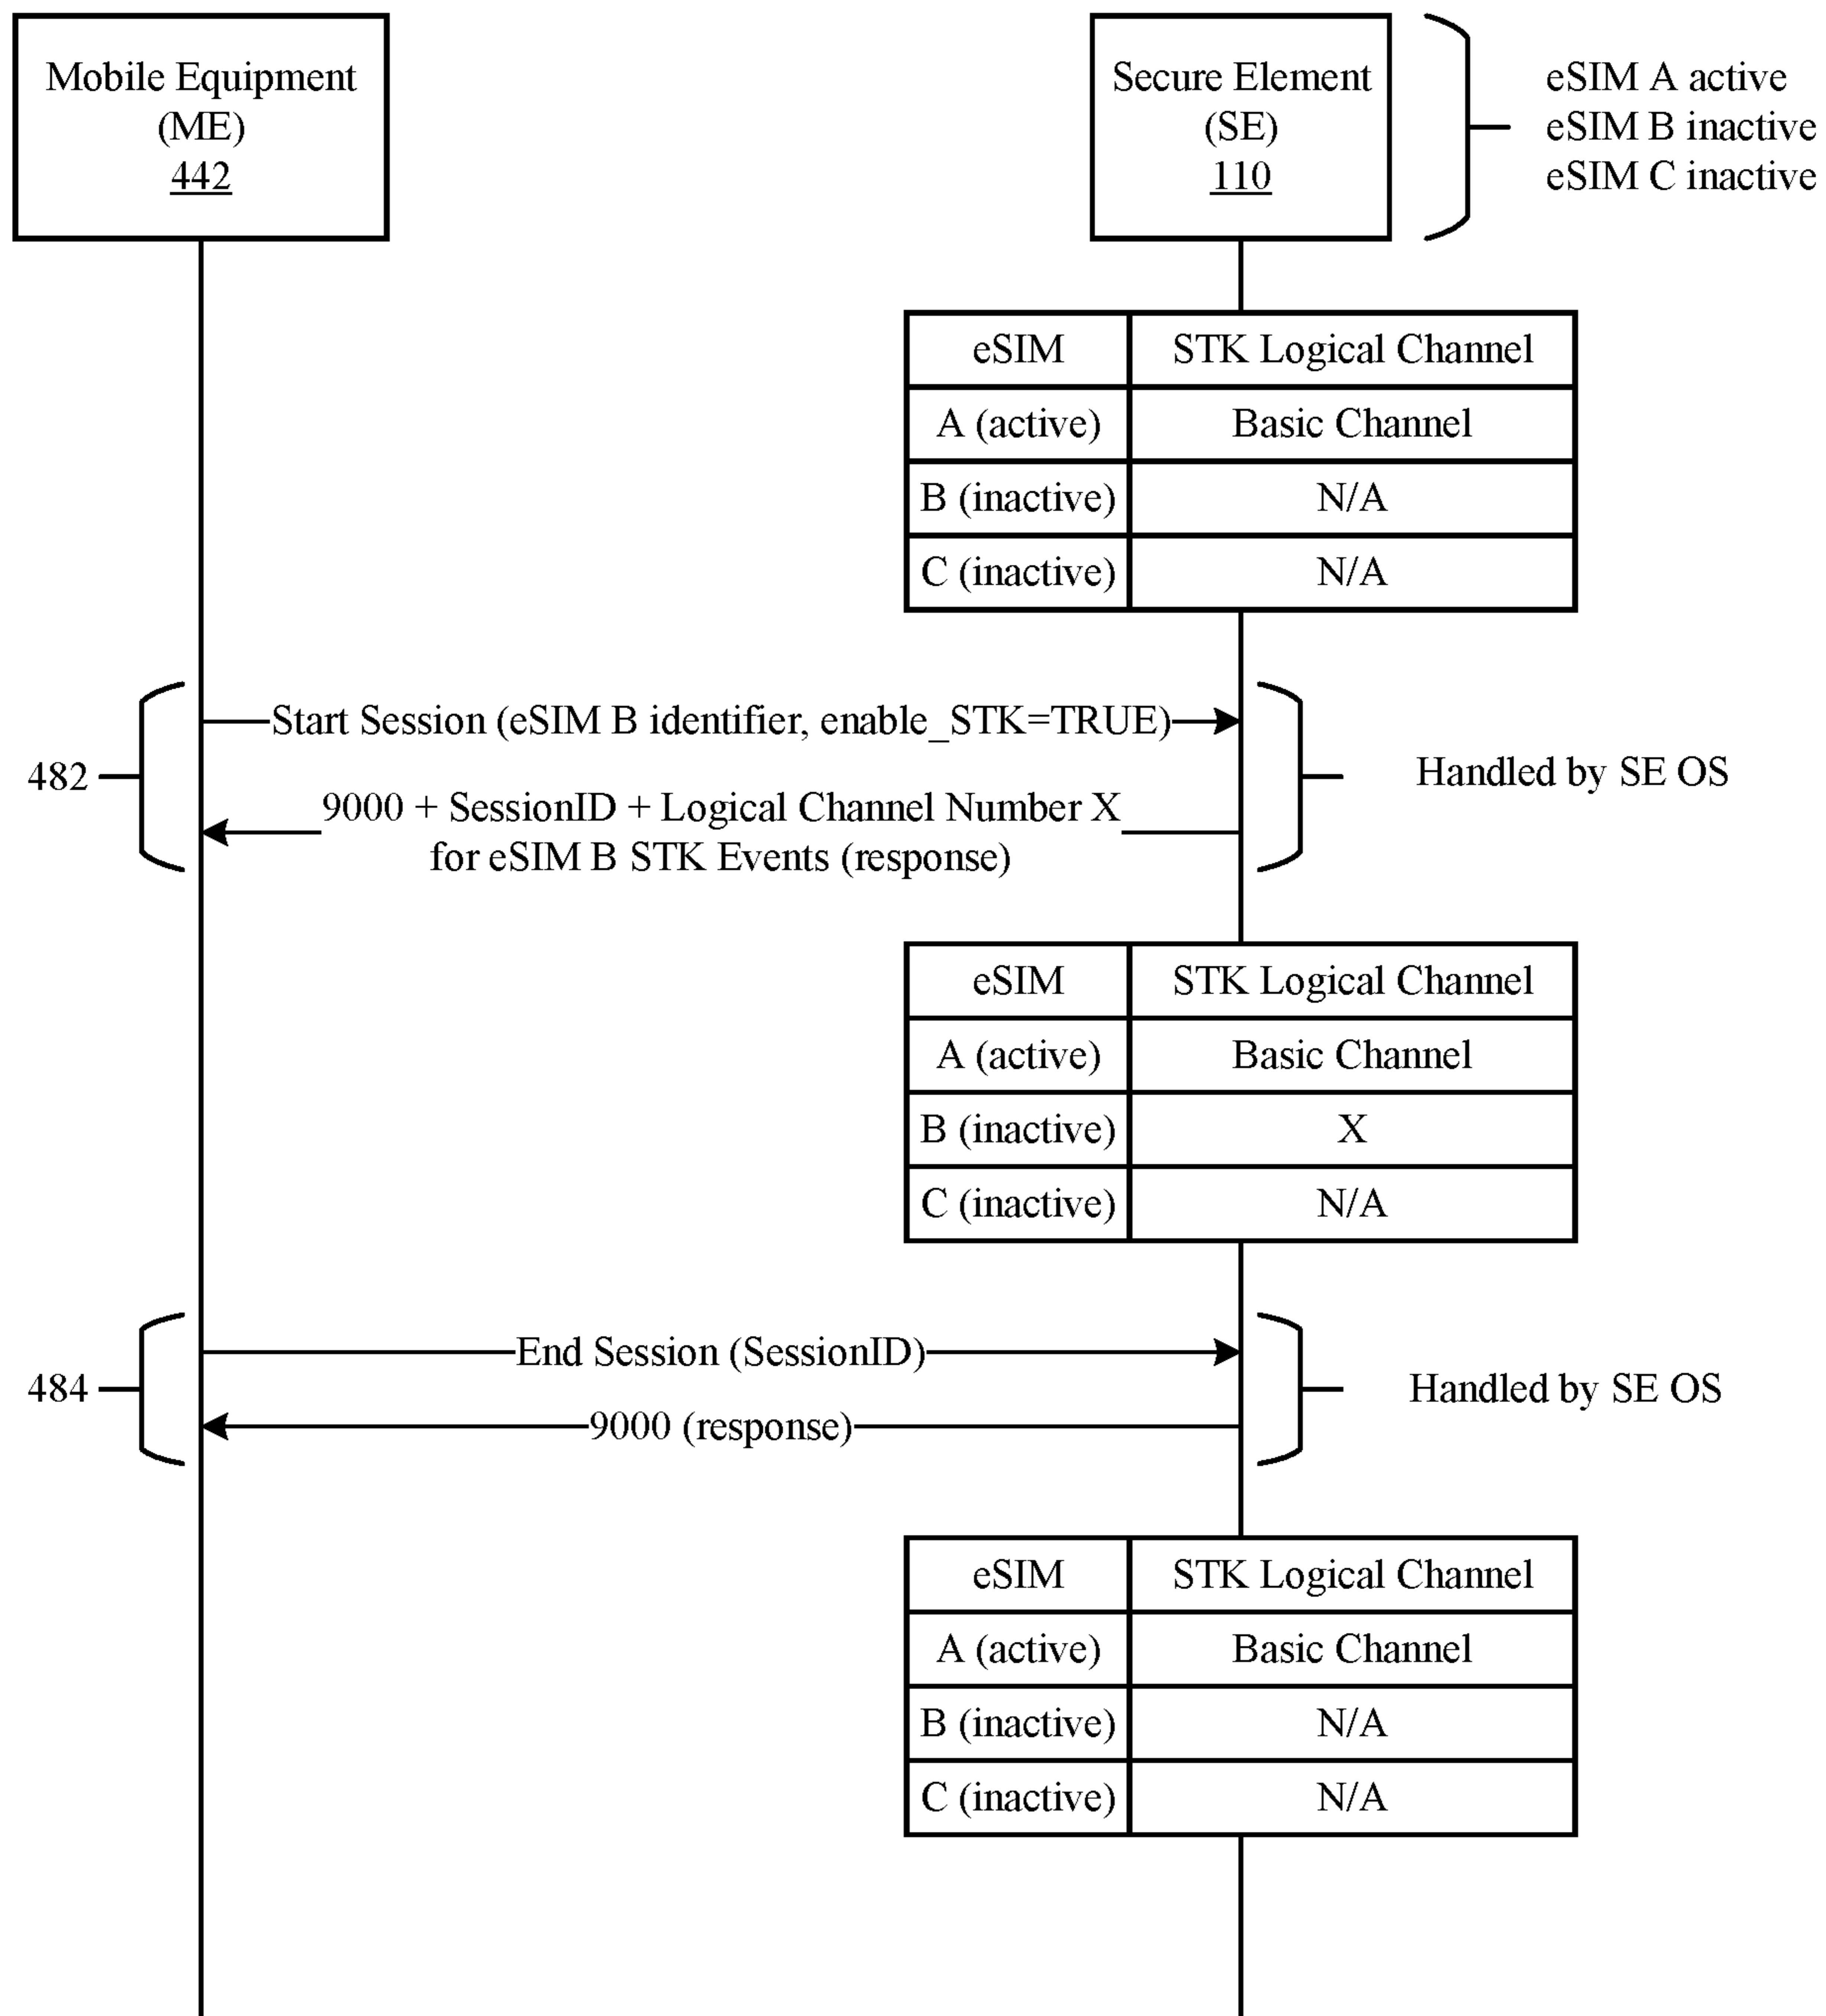 Mobile Equipment
(ME)
442
Secure Element
(SE)
110
eSIM A active
eSIM B inactive
eSIM C inactive
eSIM STK Logical Channel
A (active) Basic Channel
B (inactive) N/A
C (inactive) N/A
482
Start Session (eSIM B identifier, enable_STK=TRUE)
9000 + SessionID + Logical Channel Number X
for eSIM B STK Events (response)
Handled by SE OS
eSIM STK Logical Channel
A (active) Basic Channel
B (inactive) X
C (inactive) N/A
484
End Session (SessionID)
9000 (response)
Handled by SE OS
eSIM STK Logical Channel
A (active) Basic Channel
B (inactive) N/A
C (inactive) N/A